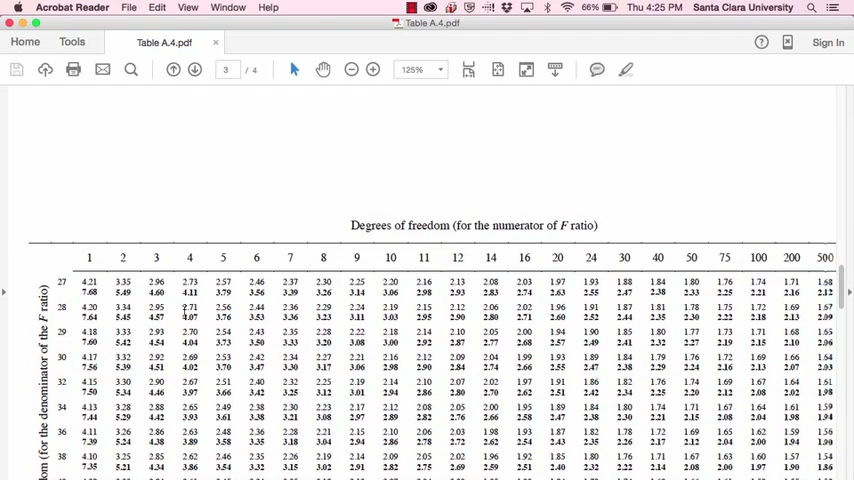 Acrobat Reader File Edit View Window Help 66% Thu 4:25 PM Santa Clara University
Table A.4.pdf
Home Tools Table A.4.pdf × ? Sign In
3 / 4 125%
Degrees of freedom (for the numerator of F ratio)
1 2 3 4 5 6 7 8 9 10 11 12 14 16 20 24 30 40 50 75 100 200 500
27 4.21 3.35 2.96 2.73 2.57 2.46 2.37 2.30 2.25 2.20 2.16 2.13 2.08 2.03 1.97 1.93 1.88 1.84 1.80 1.76 1.74 1.71 1.68
7.68 5.49 4.60 4.11 3.79 3.56 3.39 3.26 3.14 3.06 2.98 2.93 2.83 2.74 2.63 2.55 2.47 2.38 2.33 2.25 2.21 2.16 2.12
28 4.20 3.34 2.95 2.71 2.56 2.44 2.36 2.29 2.24 2.19 2.15 2.12 2.06 2.02 1.96 1.91 1.87 1.81 1.78 1.75 1.72 1.69 1.67
7.64 5.45 4.57 4.07 3.76 3.53 3.36 3.23 3.11 3.03 2.95 2.90 2.80 2.71 2.60 2.52 2.44 2.35 2.30 2.22 2.18 2.13 2.09
29 4.18 3.33 2.93 2.70 2.54 2.43 2.35 2.28 2.22 2.18 2.14 2.10 2.05 2.00 1.94 1.90 1.85 1.80 1.77 1.73 1.71 1.68 1.65
7.60 5.42 4.54 4.04 3.73 3.50 3.33 3.20 3.08 3.00 2.92 2.87 2.77 2.68 2.57 2.49 2.41 2.32 2.27 2.19 2.15 2.10 2.06
30 4.17 3.32 2.92 2.69 2.53 2.42 2.34 2.27 2.21 2.16 2.12 2.09 2.04 1.99 1.93 1.89 1.84 1.79 1.76 1.72 1.69 1.66 1.64
7.56 5.39 4.51 4.02 3.70 3.47 3.30 3.17 3.06 2.98 2.90 2.84 2.74 2.66 2.55 2.47 2.38 2.29 2.24 2.16 2.13 2.07 2.03
32 4.15 3.30 2.90 2.67 2.51 2.40 2.32 2.25 2.19 2.14 2.10 2.07 2.02 1.97 1.91 1.86 1.82 1.76 1.74 1.69 1.67 1.64 1.61
7.50 5.34 4.46 3.97 3.66 3.42 3.25 3.12 3.01 2.94 2.86 2.80 2.70 2.62 2.51 2.42 2.34 2.25 2.20 2.12 2.08 2.02 1.98
34 4.13 3.28 2.88 2.65 2.49 2.38 2.30 2.23 2.17 2.12 2.08 2.05 2.00 1.95 1.89 1.84 1.80 1.74 1.71 1.67 1.64 1.61 1.59
7.44 5.29 4.42 3.93 3.61 3.38 3.21 3.08 2.97 2.89 2.82 2.76 2.66 2.58 2.47 2.38 2.30 2.21 2.15 2.08 2.04 1.98 1.94
36 4.11 3.26 2.86 2.63 2.48 2.36 2.28 2.21 2.15 2.10 2.06 2.03 1.98 1.93 1.87 1.82 1.78 1.72 1.69 1.65 1.62 1.59 1.56
7.39 5.24 4.38 3.89 3.58 3.35 3.18 3.04 2.94 2.86 2.78 2.72 2.62 2.54 2.43 2.35 2.26 2.17 2.12 2.04 2.00 1.94 1.90
38 4.10 3.25 2.85 2.62 2.46 2.35 2.26 2.19 2.14 2.09 2.05 2.02 1.96 1.92 1.85 1.80 1.76 1.71 1.67 1.63 1.60 1.57 1.54
7.35 5.21 4.34 3.86 3.54 3.32 3.15 3.02 2.91 2.82 2.75 2.69 2.59 2.51 2.40 2.32 2.22 2.14 2.08 2.00 1.97 1.90 1.86
dom (for the denominator of the F ratio)